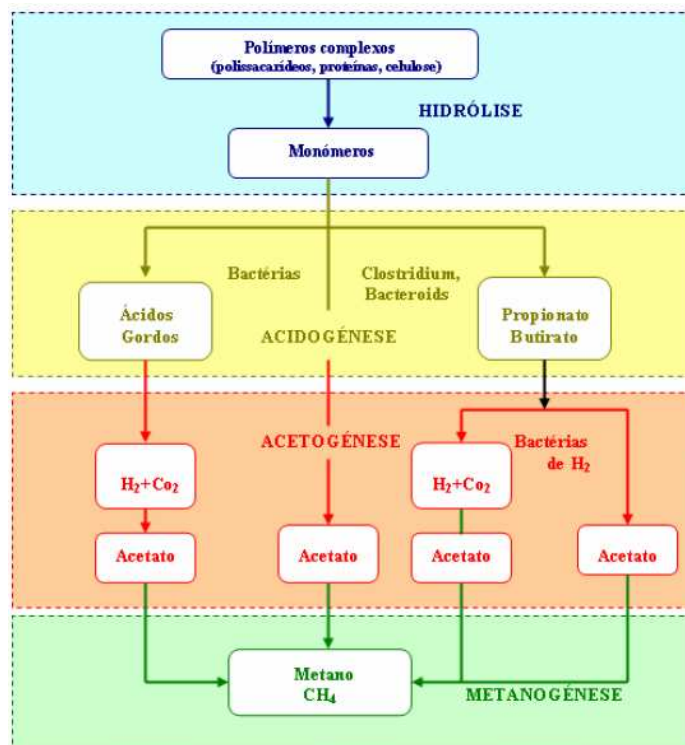 Polímeros complexos
(polissacarídeos, proteínas, celulose)
HIDRÓLISE
Monómeros
Bactérias
Clostridium,
Bacteroids
Ácidos
Gordos
ACIDOGÉNESE
Propionato
Butirato
ACETOGÉNESE
Bactérias
de H₂
H₂+Co₂
H₂+Co₂
Acetato
Acetato
Acetato
Acetato
Metano
CH₄
METANOGÉNESE